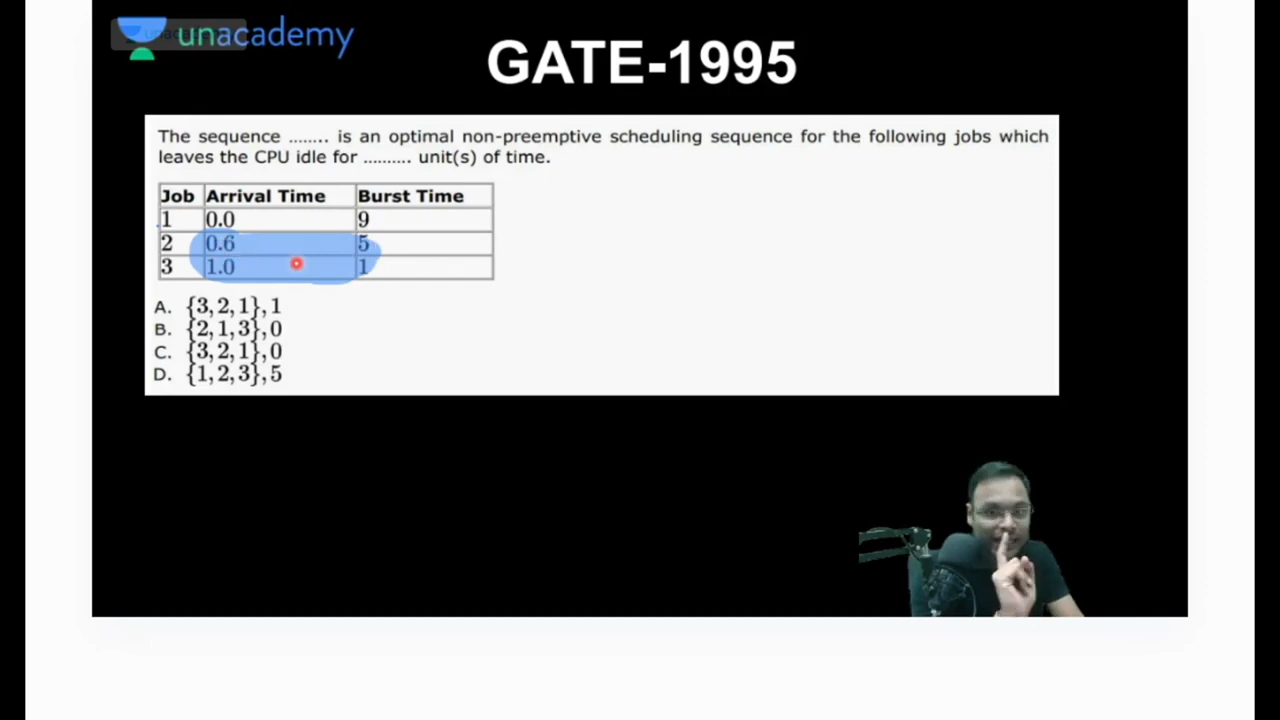 unacademy
GATE-1995
The sequence ........ is an optimal non-preemptive scheduling sequence for the following jobs which
leaves the CPU idle for .......... unit(s) of time.
Job Arrival Time Burst Time
1 0.0 9
2 0.6 5
3 1.0 1
A. {3, 2, 1}, 1
B. {2, 1, 3}, 0
C. {3, 2, 1}, 0
D. {1, 2, 3}, 5